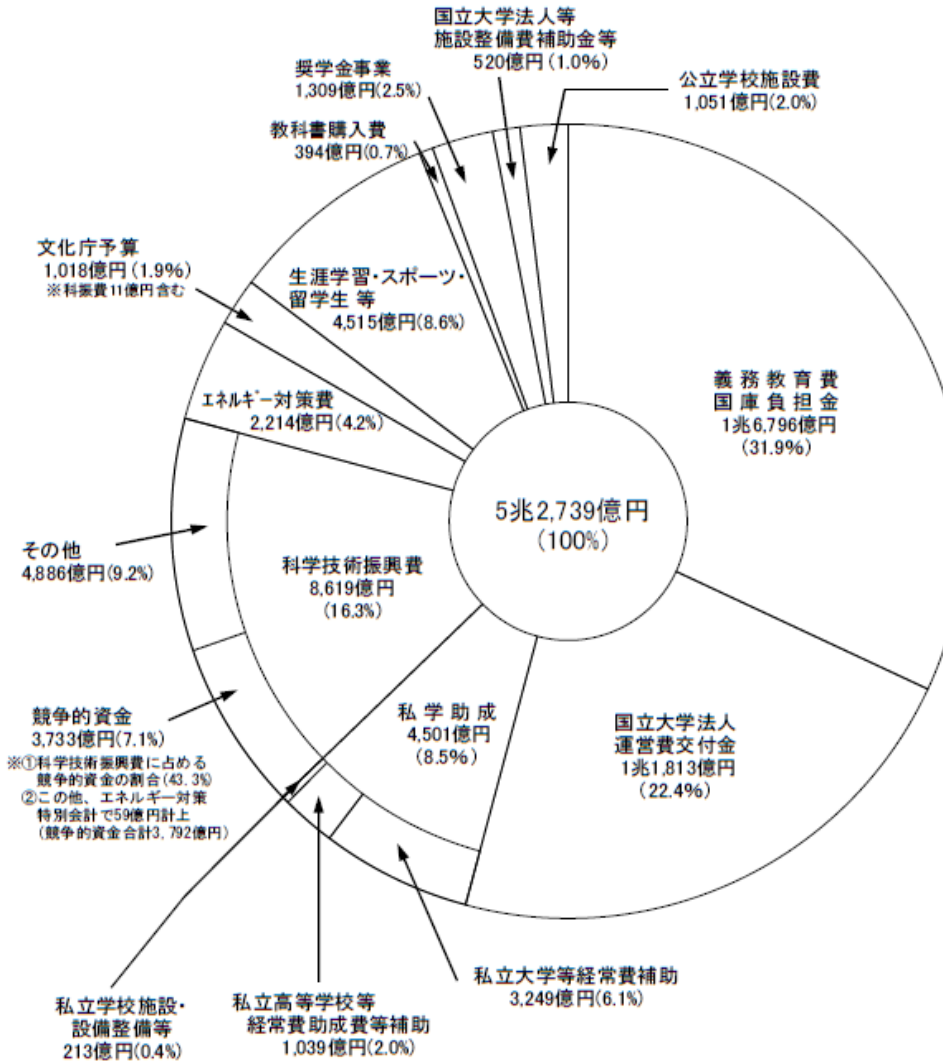 国立大学法人等
施設整備費補助金等
520億円(1.0%)
公立学校施設費
1,051億円(2.0%)
奨学金事業
1,309億円(2.5%)
教科書購入費
394億円(0.7%)
文化庁予算
1,018億円(1.9%)
※科振費11億円含む
生涯学習・スポーツ・
留学生 等
4,515億円(8.6%)
エネルギー対策費
2,214億円(4.2%)
義務教育費
国庫負担金
1兆6,796億円
(31.9%)
5兆2,739億円
(100%)
その他
4,886億円(9.2%)
科学技術振興費
8,619億円
(16.3%)
競争的資金
3,733億円(7.1%)
※①科学技術振興費に占める
競争的資金の割合(43.3%)
②この他、エネルギー対策
特別会計で59億円計上
(競争的資金合計3,792億円)
私学助成
4,501億円
(8.5%)
国立大学法人
運営費交付金
1兆1,813億円
(22.4%)
私立大学等経常費補助
3,249億円(6.1%)
私立高等学校等
経常費助成費等補助
1,039億円(2.0%)
私立学校施設・
設備整備等
213億円(0.4%)